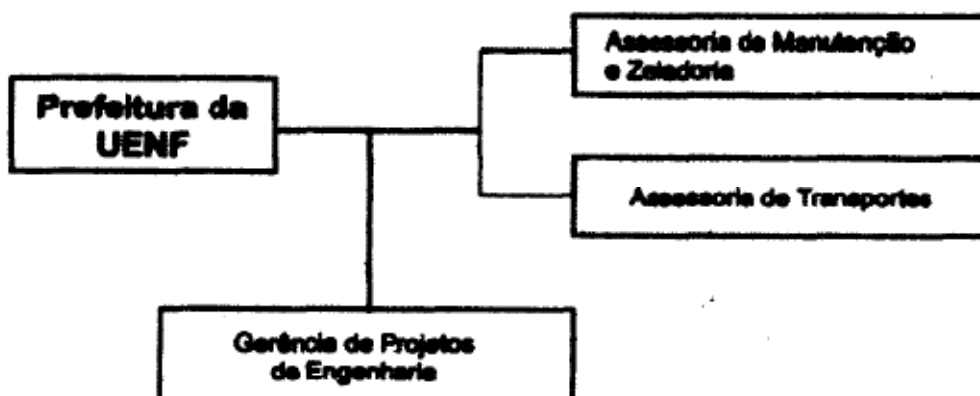 Prefeitura da
UENF
Assessoria de Manutenção
e Zeladoria
Assessoria de Transportes
Gerência de Projetos
de Engenharia